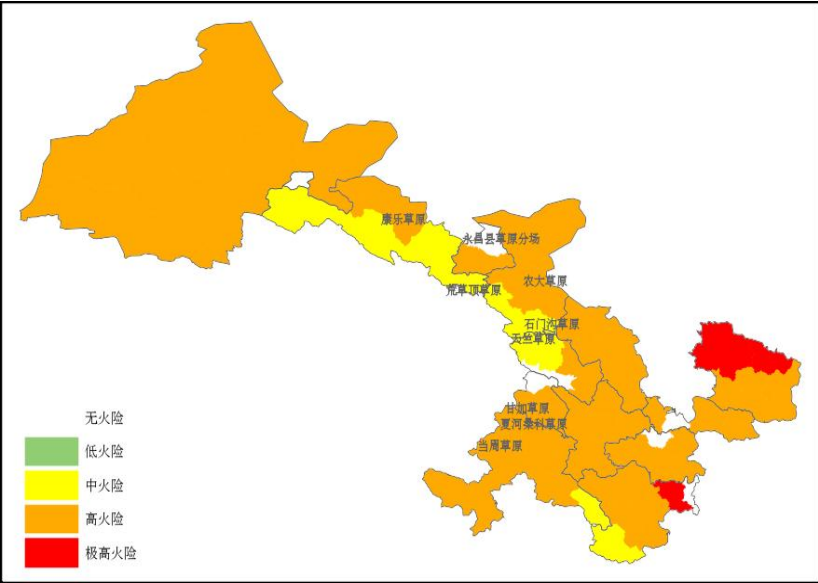 康乐草原
永昌县草原分场
农大草原
荒草顶草原
石门沟草原
天竺草原
甘加草原
夏河桑科草原
当周草原
无火险
低火险
中火险
高火险
极高火险